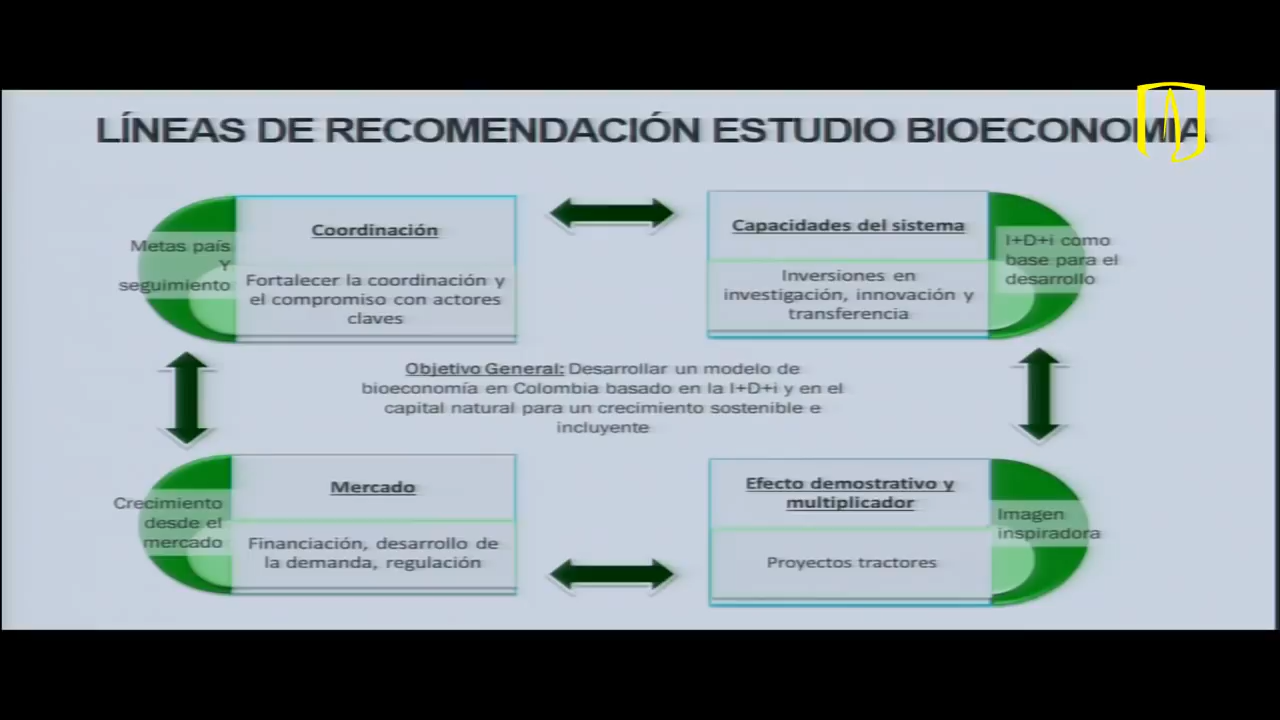 LÍNEAS DE RECOMENDACIÓN ESTUDIO BIOECONOMIA
Metas país
Y
seguimiento
Coordinación
Fortalecer la coordinación y
el compromiso con actores
claves
Capacidades del sistema
Inversiones en
investigación, innovación y
transferencia
I+D+i como
base para el
desarrollo
Objetivo General: Desarrollar un modelo de
bioeconomía en Colombia basado en la I+D+i y en el
capital natural para un crecimiento sostenible e
incluyente
Crecimiento
desde el
mercado
Mercado
Financiación, desarrollo de
la demanda, regulación
Efecto demostrativo y
multiplicador
Proyectos tractores
Imagen
inspiradora